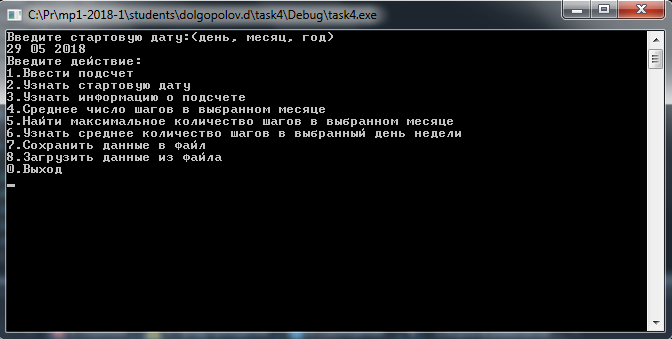 C:\Pr\mp1-2018-1\students\dolgopolov.d\task4\Debug\task4.exe
Введите стартовую дату:(день, месяц, год)
29 05 2018
Введите действие:
1.Ввести подсчет
2.Узнать стартовую дату
3.Узнать информацию о подсчете
4.Среднее число шагов в выбранном месяце
5.Найти максимальное количество шагов в выбранном месяце
6.Узнать среднее количество шагов в выбранный день недели
7.Сохранить данные в файл
8.Загрузить данные из файла
0.Выход